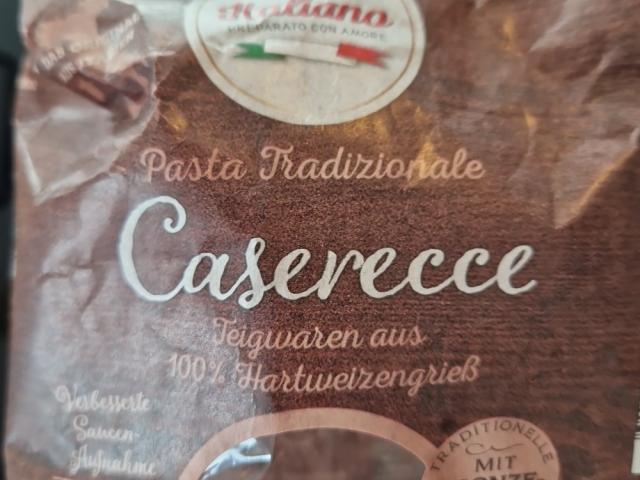 Italiano
PREPARATO CON AMORE
Pasta Tradizionale
Caserecce
Teigwaren aus
100% Hartweizengrieß
Verbesserte
Saucen-
Aufnahme
TRADITIONELLE
MIT